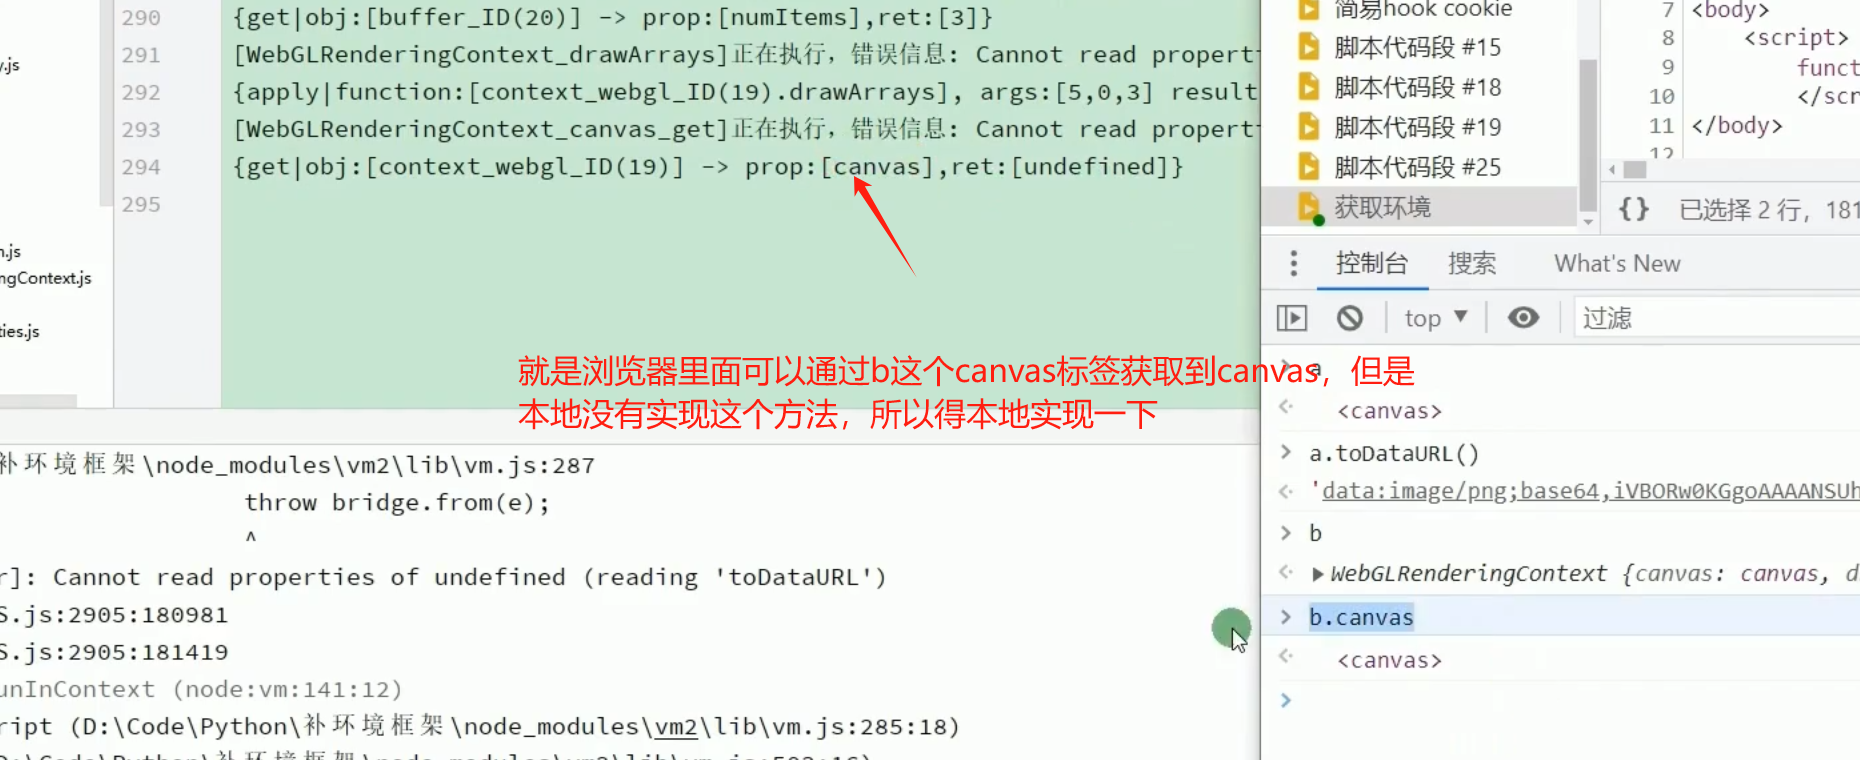 290 {get|obj:[buffer_ID(20)] -> prop:[numItems],ret:[3]}
291 [WebGLRenderingContext_drawArrays]正在执行，错误信息: Cannot read properti
292 {apply|function:[context_webgl_ID(19).drawArrays], args:[5,0,3] result
293 [WebGLRenderingContext_canvas_get]正在执行，错误信息: Cannot read properti
294 {get|obj:[context_webgl_ID(19)] -> prop:[canvas],ret:[undefined]}
295
y.js
n.js
ngContext.js
ties.js
就是浏览器里面可以通过b这个canvas标签获取到canvas，但是
本地没有实现这个方法，所以得本地实现一下
补环境框架\node_modules\vm2\lib\vm.js:287
throw bridge.from(e);
^
r]: Cannot read properties of undefined (reading 'toDataURL')
S.js:2905:180981
S.js:2905:181419
unInContext (node:vm:141:12)
ript (D:\Code\Python\补环境框架\node_modules\vm2\lib\vm.js:285:18)
简易hook cookie
脚本代码段 #15
脚本代码段 #18
脚本代码段 #19
脚本代码段 #25
获取环境
7 <body>
8 <script>
9 funct
10 </scr
11 </body>
12
{} 已选择 2 行，181
控制台 搜索 What's New
top ▼ 过滤
> a
<canvas>
> a.toDataURL()
'data:image/png;base64,iVBORw0KGgoAAAANSUh
> b
▶ WebGLRenderingContext {canvas: canvas, d
> b.canvas
<canvas>
>